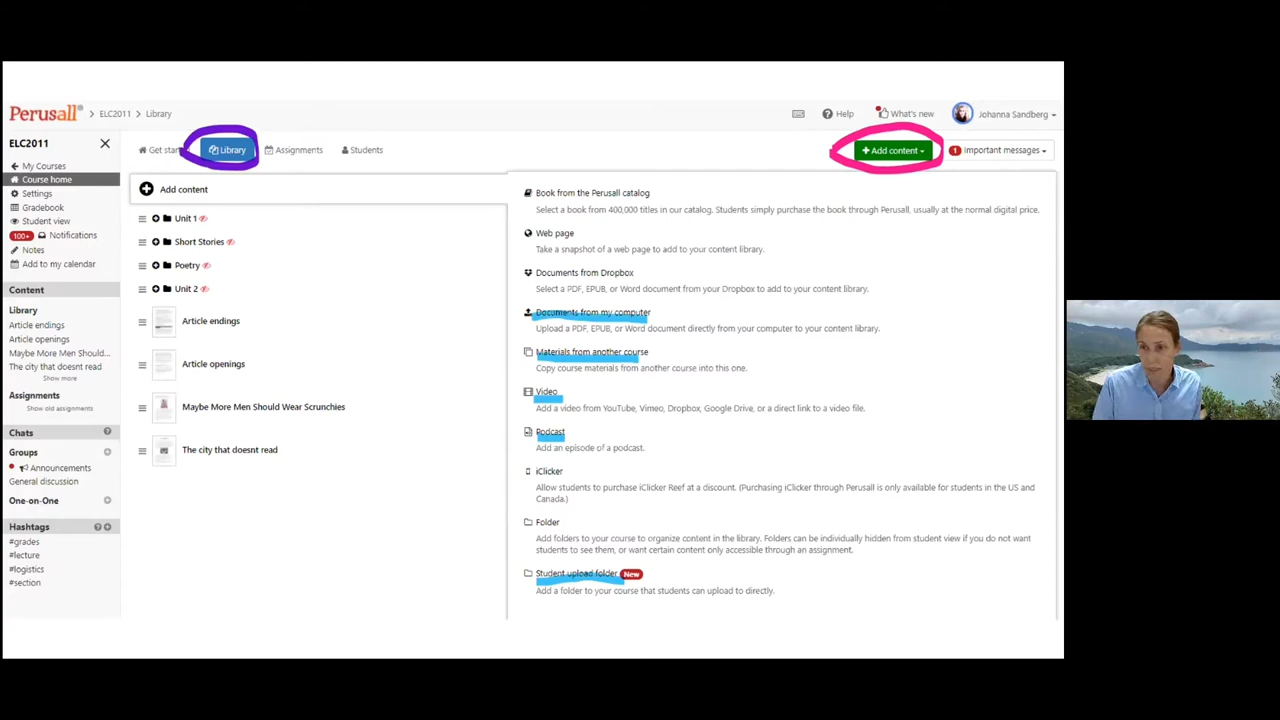 Perusall® > ELC2011 > Library
Help
What's new
Johanna Sandberg
ELC2011
My Courses
Course home
Settings
Gradebook
Student view
100+ Notifications
Notes
Add to my calendar
Content
Library
Article endings
Article openings
Maybe More Men Should...
The city that doesnt read
Show more
Assignments
Show old assignments
Chats
Groups
Announcements
General discussion
One-on-One
Hashtags
#grades
#lecture
#logistics
#section
Get star
Library
Assignments
Students
Add content
1 Important messages
Add content
Unit 1
Short Stories
Poetry
Unit 2
Article endings
Article openings
Maybe More Men Should Wear Scrunchies
The city that doesnt read
Book from the Perusall catalog
Select a book from 400,000 titles in our catalog. Students simply purchase the book through Perusall, usually at the normal digital price.
Web page
Take a snapshot of a web page to add to your content library.
Documents from Dropbox
Select a PDF, EPUB, or Word document from your Dropbox to add to your content library.
Documents from my computer
Upload a PDF, EPUB, or Word document directly from your computer to your content library.
Materials from another course
Copy course materials from another course into this one.
Video
Add a video from YouTube, Vimeo, Dropbox, Google Drive, or a direct link to a video file.
Podcast
Add an episode of a podcast.
iClicker
Allow students to purchase iClicker Reef at a discount. (Purchasing iClicker through Perusall is only available for students in the US and
Canada.)
Folder
Add folders to your course to organize content in the library. Folders can be individually hidden from student view if you do not want
students to see them, or want certain content only accessible through an assignment.
Student upload folder New
Add a folder to your course that students can upload to directly.